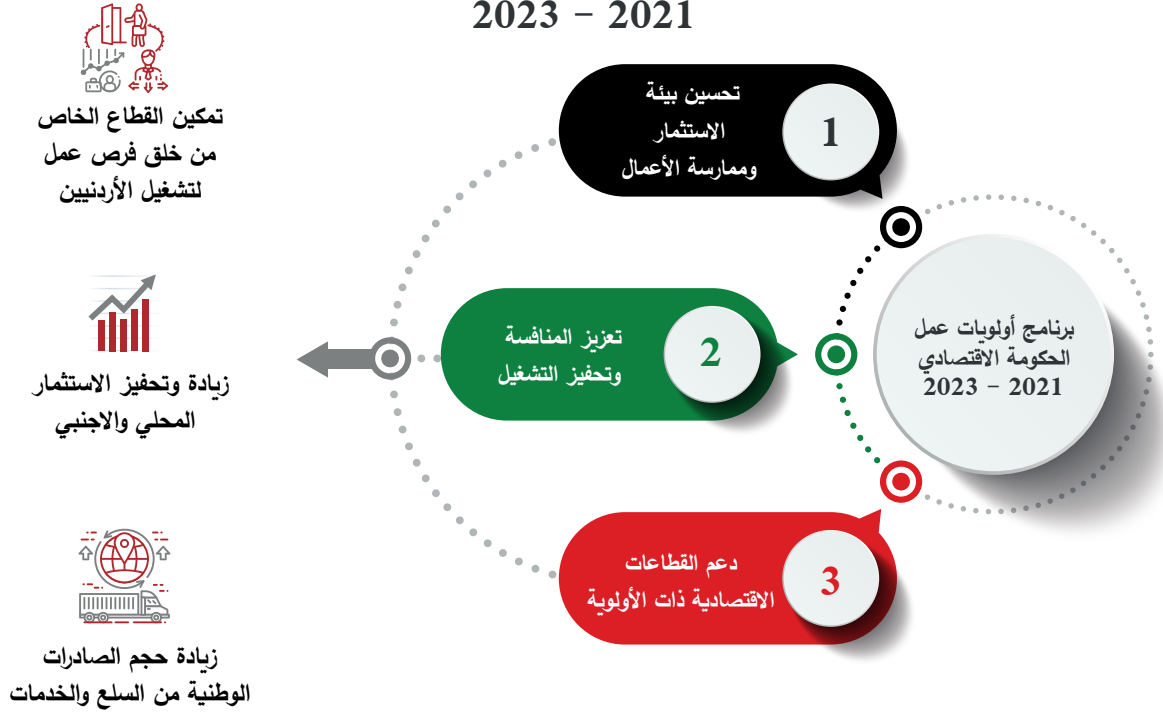 2021 – 2023
برنامج أولويات عمل
الحكومة الاقتصادي
2021 – 2023
1
تحسين بيئة
الاستثمار
وممارسة الأعمال
2
تعزيز المنافسة
وتحفيز التشغيل
3
دعم القطاعات
الاقتصادية ذات الأولوية
تمكين القطاع الخاص
من خلق فرص عمل
لتشغيل الأردنيين
زيادة وتحفيز الاستثمار
المحلي والاجنبي
زيادة حجم الصادرات
الوطنية من السلع والخدمات